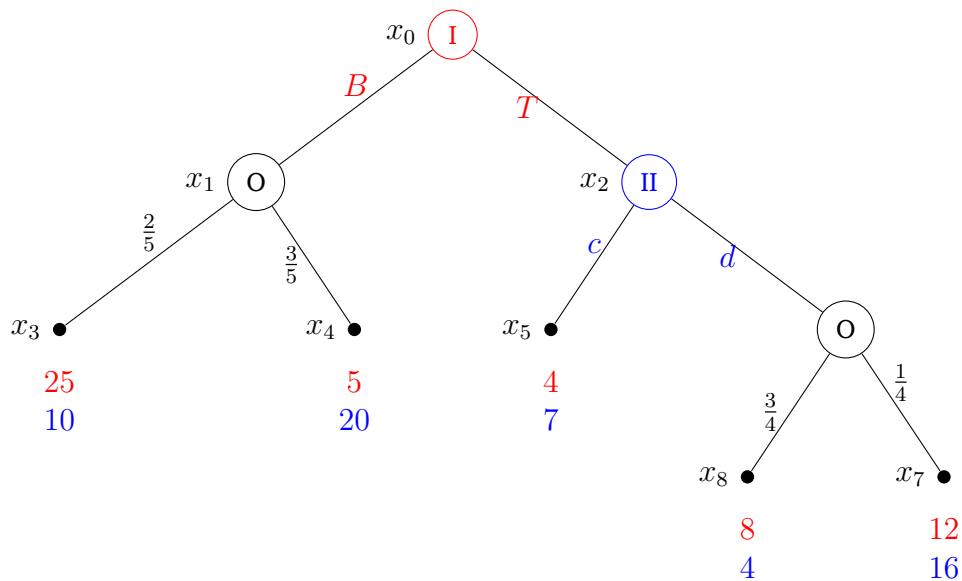 x₀ I
B T
x₁ O x₂ II
2/5 3/5 c d
x₃ x₄ x₅ O
25 5 4
10 20 7
3/4 1/4
x₈ x₇
8 12
4 16